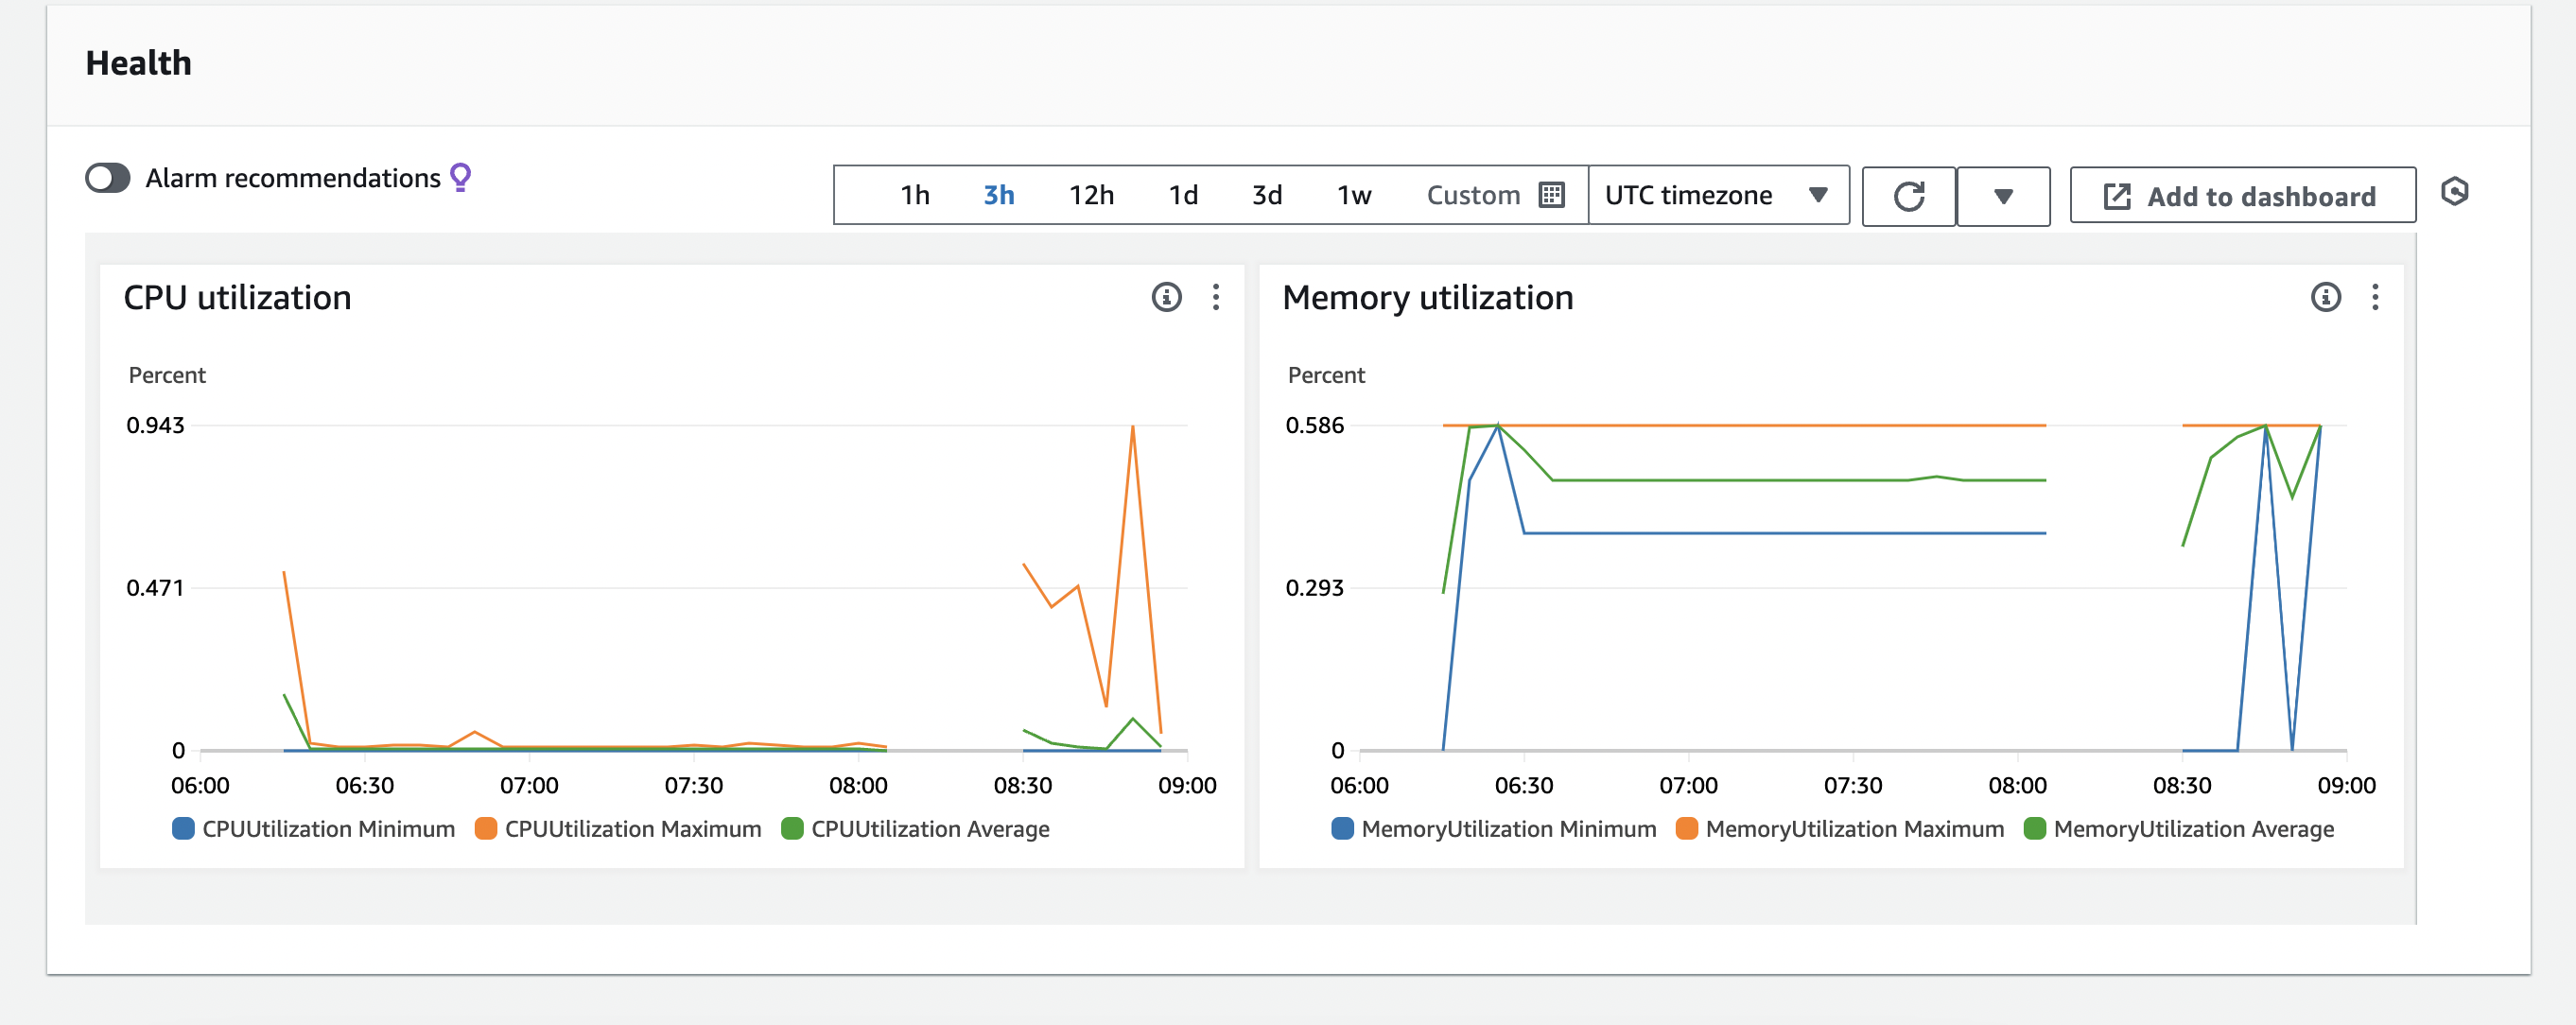 Health
Alarm recommendations
1h 3h 12h 1d 3d 1w Custom UTC timezone Add to dashboard
CPU utilization
Percent
0.943
0.471
0
06:00 06:30 07:00 07:30 08:00 08:30 09:00
CPUUtilization Minimum CPUUtilization Maximum CPUUtilization Average
Memory utilization
Percent
0.586
0.293
0
06:00 06:30 07:00 07:30 08:00 08:30 09:00
MemoryUtilization Minimum MemoryUtilization Maximum MemoryUtilization Average